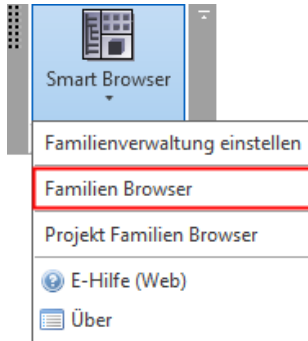 Smart Browser
Familienverwaltung einstellen
Familien Browser
Projekt Familien Browser
E-Hilfe (Web)
Über